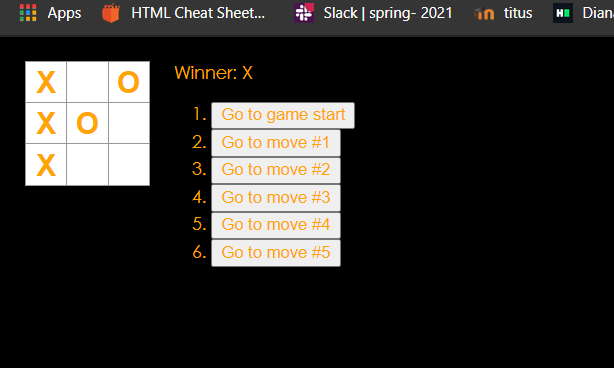 Apps HTML Cheat Sheet... Slack | spring- 2021 titus H Dian
X O
X O
X
Winner: X
1. Go to game start
2. Go to move #1
3. Go to move #2
4. Go to move #3
5. Go to move #4
6. Go to move #5